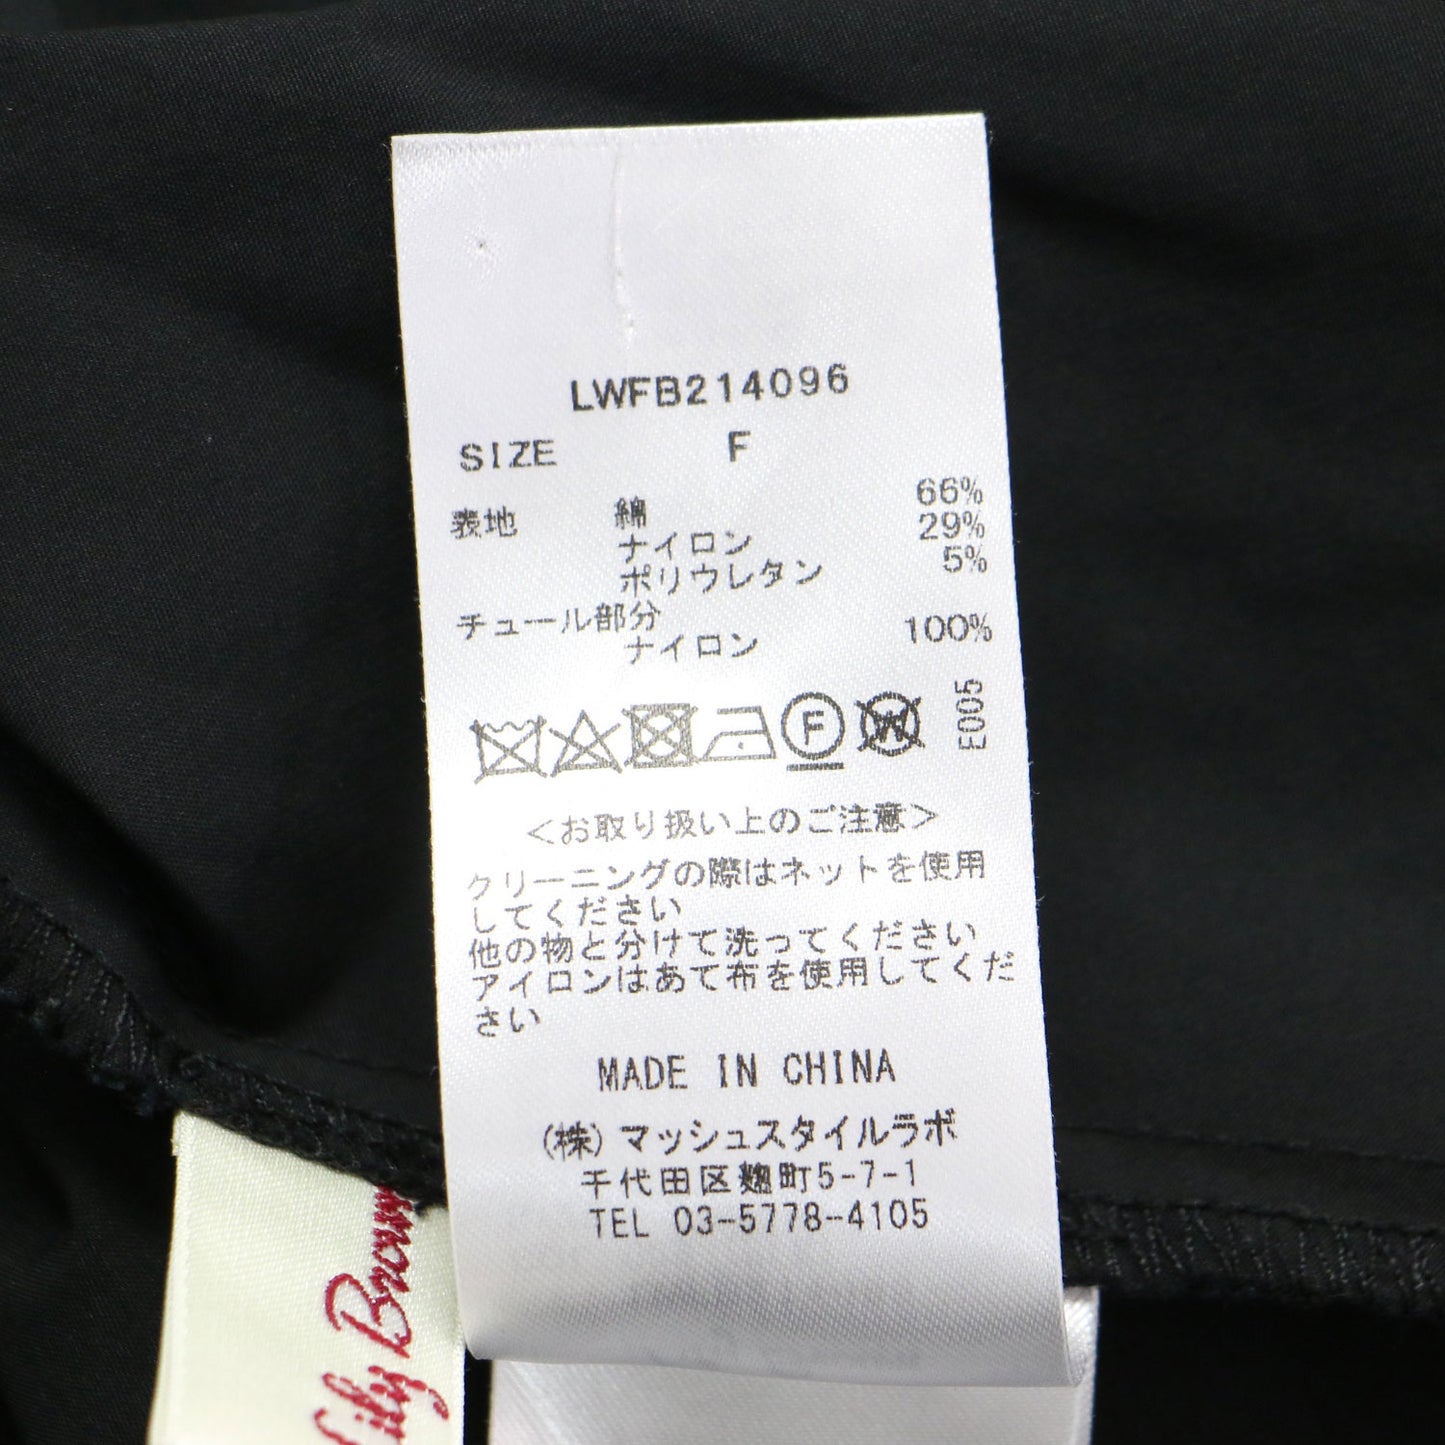 LWFB214096
SIZE F
表地 綿 66%
ナイロン 29%
ポリウレタン 5%
チュール部分
ナイロン 100%
F W E005
<お取り扱い上のご注意>
クリーニングの際はネットを使用
してください
他の物と分けて洗ってください
アイロンはあて布を使用してくだ
さい
MADE IN CHINA
(株)マッシュスタイルラボ
千代田区麹町5-7-1
TEL 03-5778-4105
Lily Brown